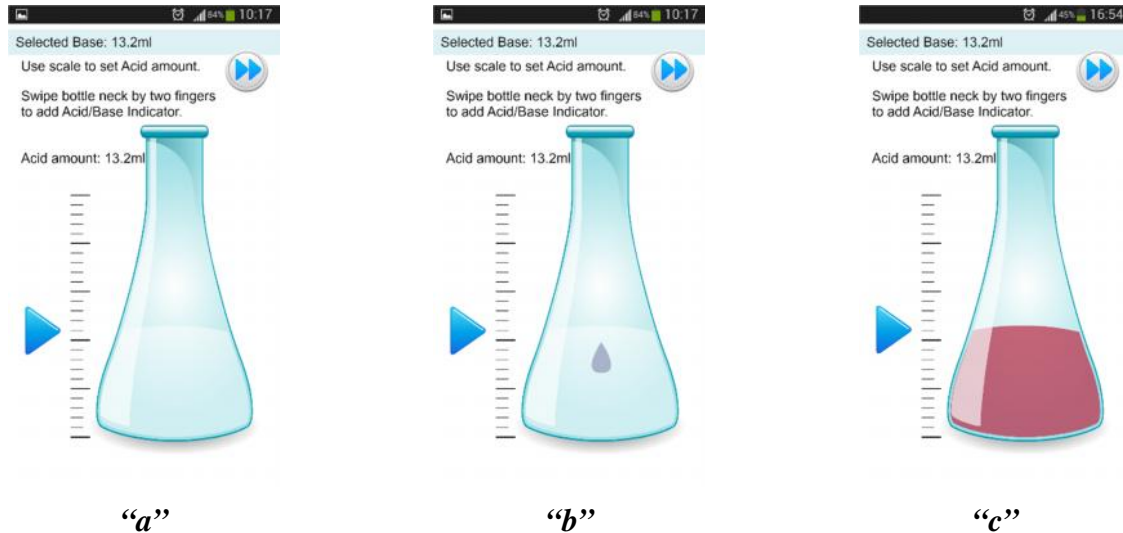 84% 10:17
Selected Base: 13.2ml
Use scale to set Acid amount.
Swipe bottle neck by two fingers
to add Acid/Base Indicator.
Acid amount: 13.2ml
“a”
84% 10:17
Selected Base: 13.2ml
Use scale to set Acid amount.
Swipe bottle neck by two fingers
to add Acid/Base Indicator.
Acid amount: 13.2ml
“b”
45% 16:54
Selected Base: 13.2ml
Use scale to set Acid amount.
Swipe bottle neck by two fingers
to add Acid/Base Indicator.
Acid amount: 13.2ml
“c”